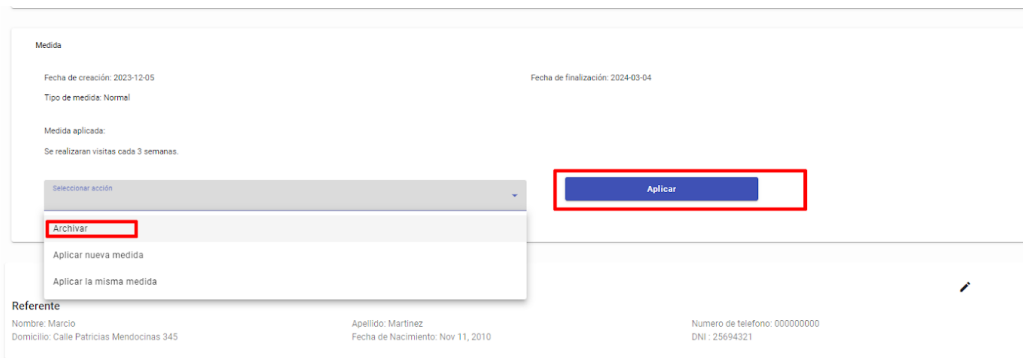 Medida
Fecha de creación: 2023-12-05 Fecha de finalización: 2024-03-04
Tipo de medida: Normal
Medida aplicada:
Se realizaran visitas cada 3 semanas.
Seleccionar acción
Aplicar
Archivar
Aplicar nueva medida
Aplicar la misma medida
Referente
Nombre: Marcio Apellido: Martinez Numero de telefono: 000000000
Domicilio: Calle Patricias Mendocinas 345 Fecha de Nacimiento: Nov 11, 2010 DNI : 25694321